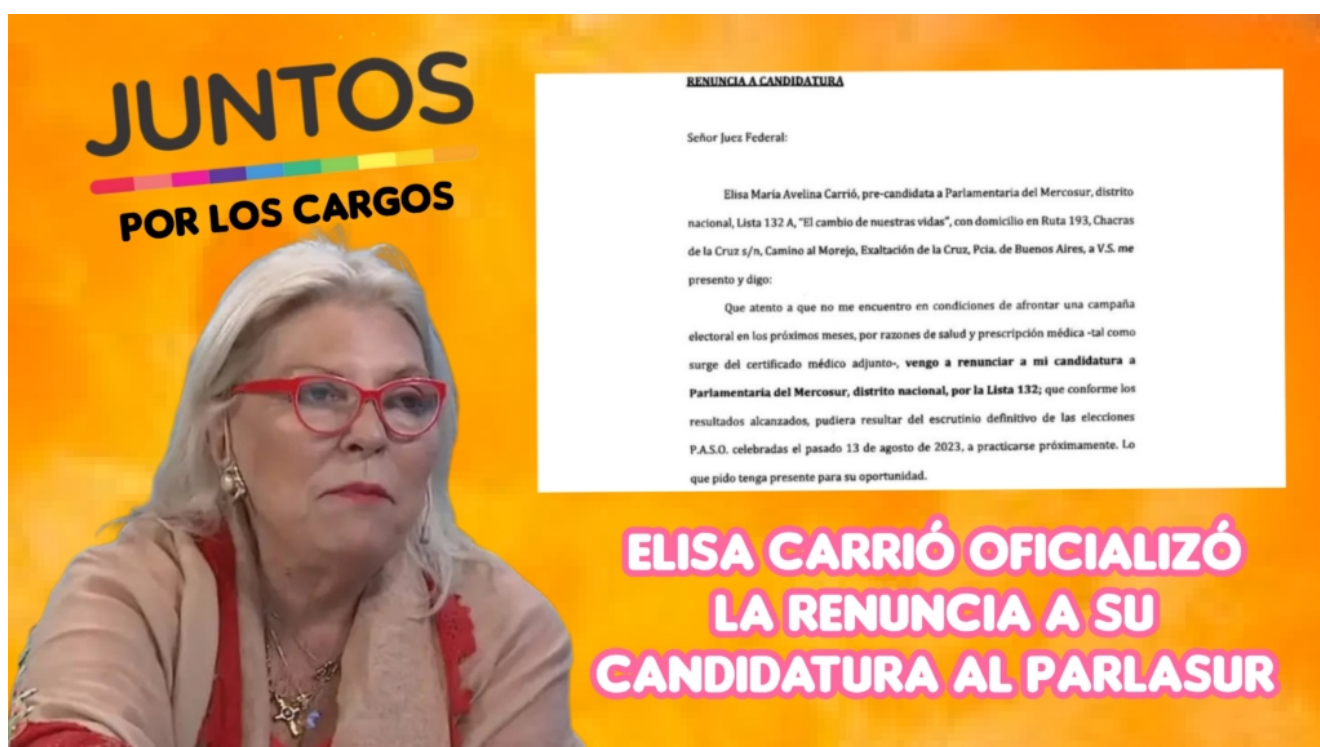 JUNTOS
POR LOS CARGOS
RENUNCIA A CANDIDATURA
Señor Juez Federal:
Elisa María Avelina Carrió, pre-candidata a Parlamentaria del Mercosur, distrito
nacional, Lista 132 A, "El cambio de nuestras vidas", con domicilio en Ruta 193, Chacras
de la Cruz s/n, Camino al Morejo, Exaltación de la Cruz, Pcia. de Buenos Aires, a V.S. me
presento y digo:
Que atento a que no me encuentro en condiciones de afrontar una campaña
electoral en los próximos meses, por razones de salud y prescripción médica -tal como
surge del certificado médico adjunto-, vengo a renunciar a mi candidatura a
Parlamentaria del Mercosur, distrito nacional, por la Lista 132; que conforme los
resultados alcanzados, pudiera resultar del escrutinio definitivo de las elecciones
P.A.S.O. celebradas el pasado 13 de agosto de 2023, a practicarse próximamente. Lo
que pido tenga presente para su oportunidad.
ELISA CARRIÓ OFICIALIZÓ
LA RENUNCIA A SU
CANDIDATURA AL PARLASUR